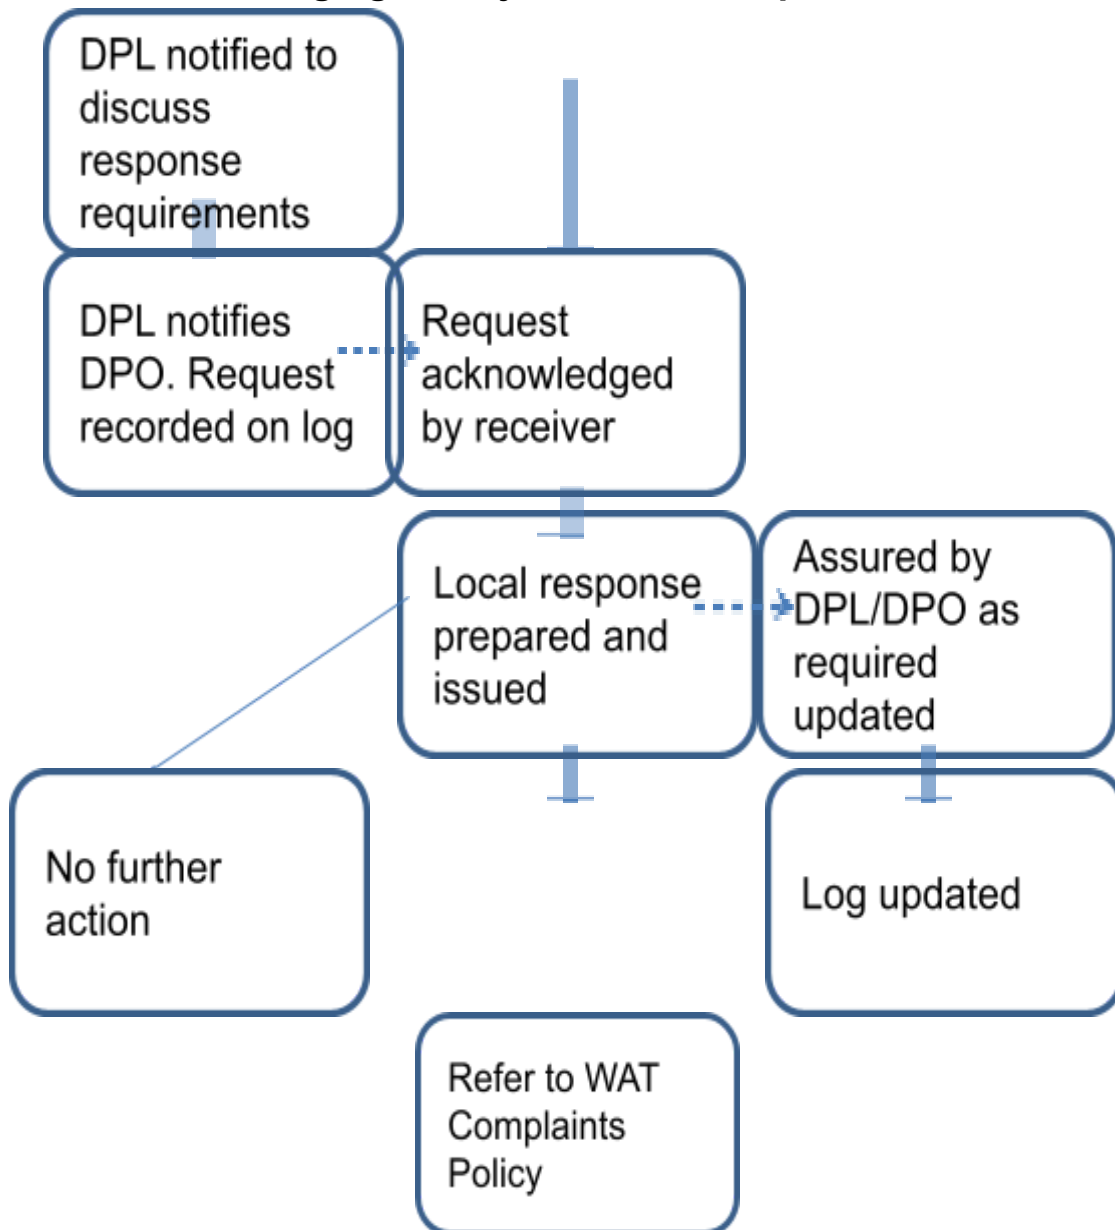 DPL notified to
discuss
response
requirements
DPL notifies
DPO. Request
recorded on log
Request
acknowledged
by receiver
Local response
prepared and
issued
Assured by
DPL/DPO as
required
updated
No further
action
Log updated
Refer to WAT
Complaints
Policy